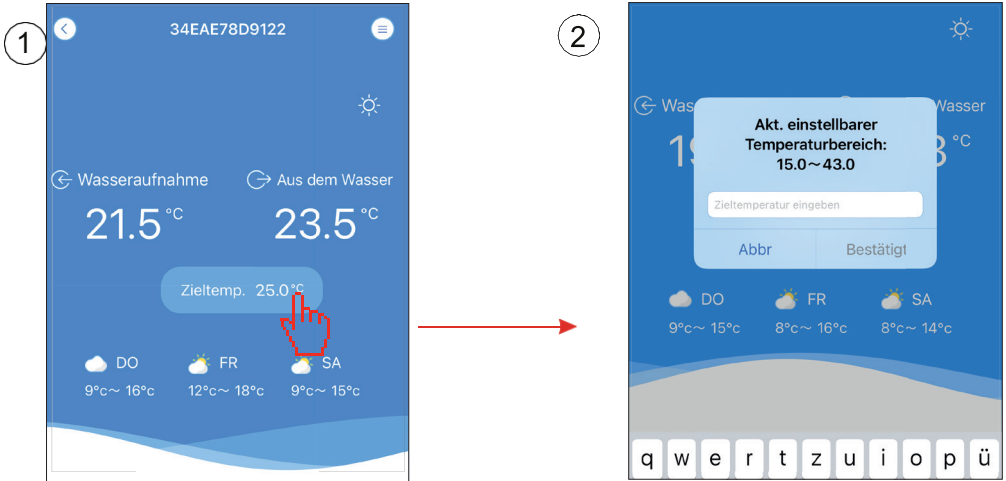 1
34EAE78D9122
Wasseraufnahme
Aus dem Wasser
21.5°C
23.5°C
Zieltemp. 25.0°C
DO
FR
SA
9°c~ 16°c
12°c~ 18°c
9°c~ 15°c
2
Was
Wasser
Akt. einstellbarer
Temperaturbereich:
15.0~43.0
Zieltemperatur eingeben
Abbr
Bestätigt
DO
FR
SA
9°c~ 15°c
8°c~ 16°c
8°c~ 14°c
q w e r t z u i o p ü